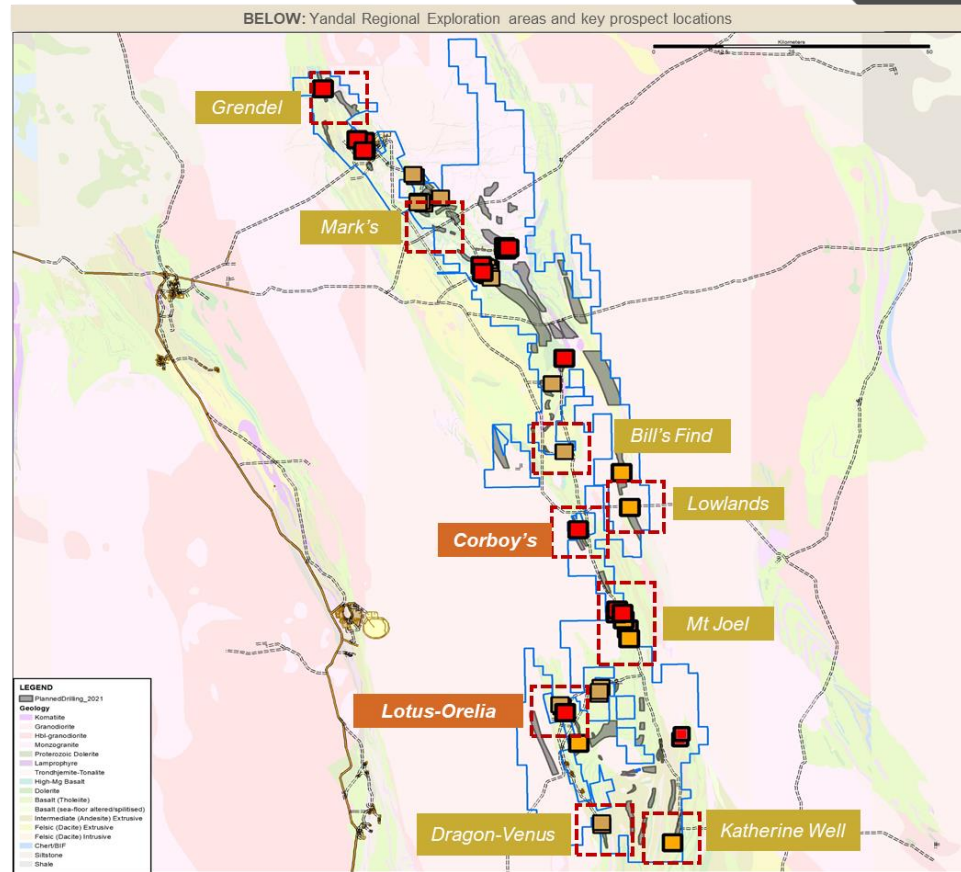 BELOW: Yandal Regional Exploration areas and key prospect locations
Kilometers
50
Grendel
Mark's
Bill's Find
Lowlands
Corboy's
Mt Joel
Lotus-Orelia
Dragon-Venus
Katherine Well
LEGEND
PlannedDrilling_2021
Geology
Komatiite
Granodiorite
Hbl-granodiorite
Monzogranite
Proterozoic Dolerite
Lamprophyre
Trondhjemite-Tonalite
High-Mg Basalt
Dolerite
Basalt (Tholeiite)
Basalt (sea-floor altered/spilitised)
Intermediate (Andesite) Extrusive
Felsic (Dacite) Extrusive
Felsic (Dacite) Intrusive
Chert/BIF
Siltstone
Shale